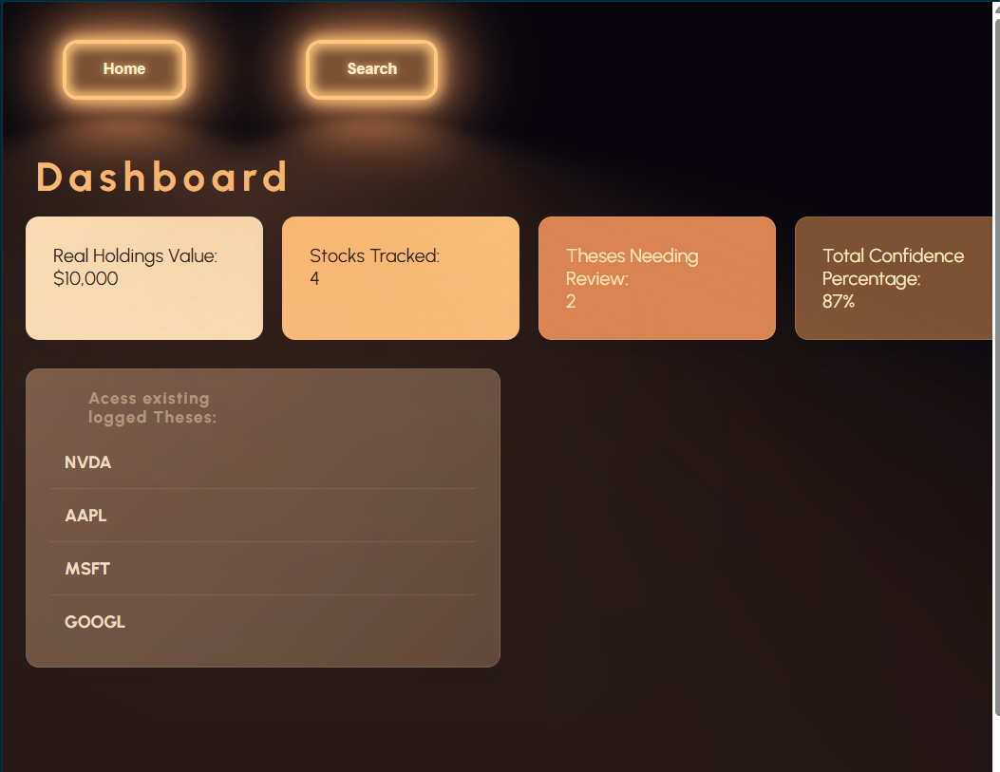 Home
Search
Dashboard
Real Holdings Value:
$10,000
Stocks Tracked:
4
Theses Needing
Review:
2
Total Confidence
Percentage:
87%
Acess existing
logged Theses:
NVDA
AAPL
MSFT
GOOGL